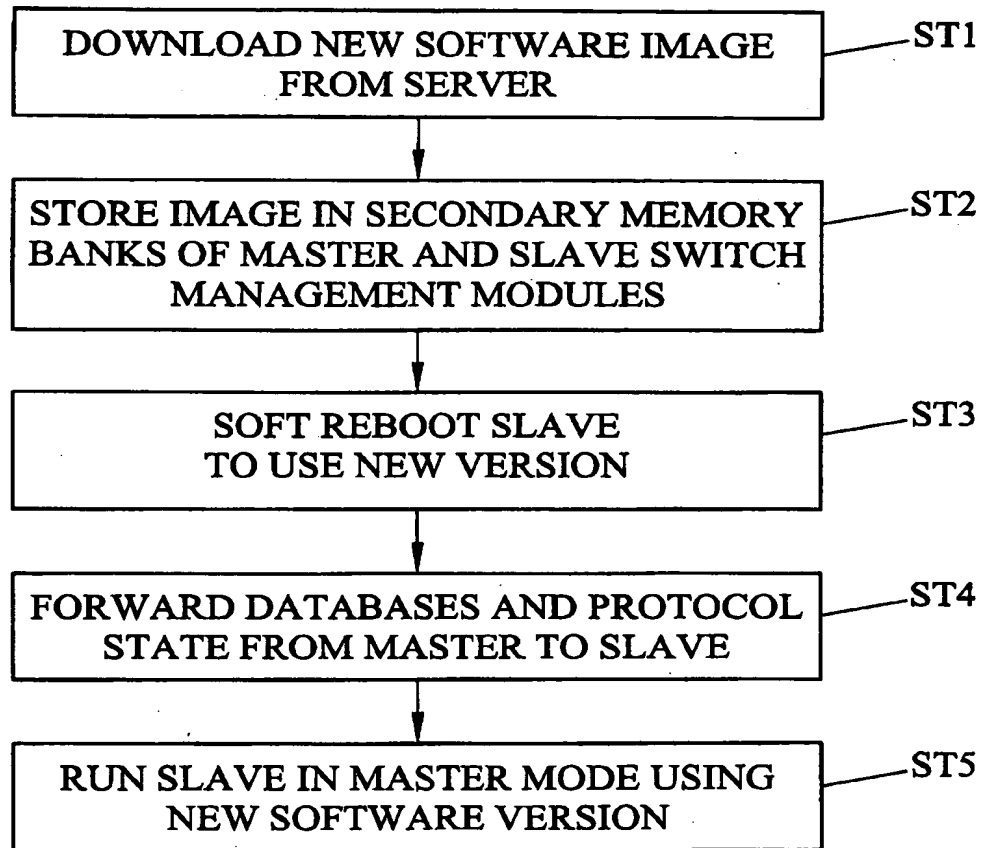 DOWNLOAD NEW SOFTWARE IMAGE
FROM SERVER
ST1
STORE IMAGE IN SECONDARY MEMORY
BANKS OF MASTER AND SLAVE SWITCH
MANAGEMENT MODULES
ST2
SOFT REBOOT SLAVE
TO USE NEW VERSION
ST3
FORWARD DATABASES AND PROTOCOL
STATE FROM MASTER TO SLAVE
ST4
RUN SLAVE IN MASTER MODE USING
NEW SOFTWARE VERSION
ST5